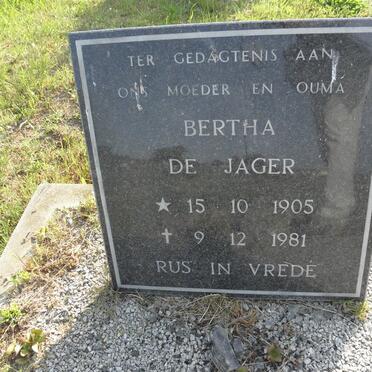 TER GEDAGTENIS AAN
ONS MOEDER EN OUMA
BERTHA
DE JAGER
★ 15 10 1905
✝ 9 12 1981
RUS IN VREDE